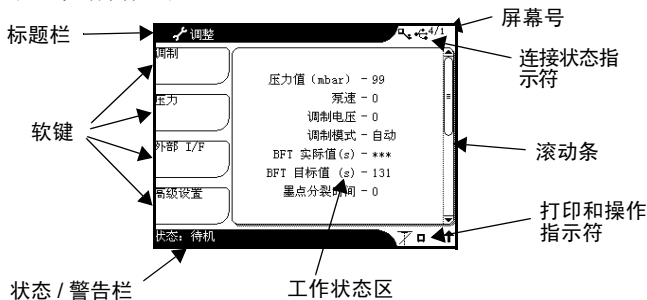 标题栏
调整
4/1
屏幕号
连接状态指
示符
软键
调制
压力
外部 I/F
高级设置
压力值 (mbar) - 99
泵速 - 0
调制电压 - 0
调制模式 - 自动
BFT 实际值(s) - ***
BFT 目标值 (s) - 131
墨点分裂时间 - 0
滚动条
状态: 待机
打印和操作
指示符
状态 / 警告栏
工作状态区